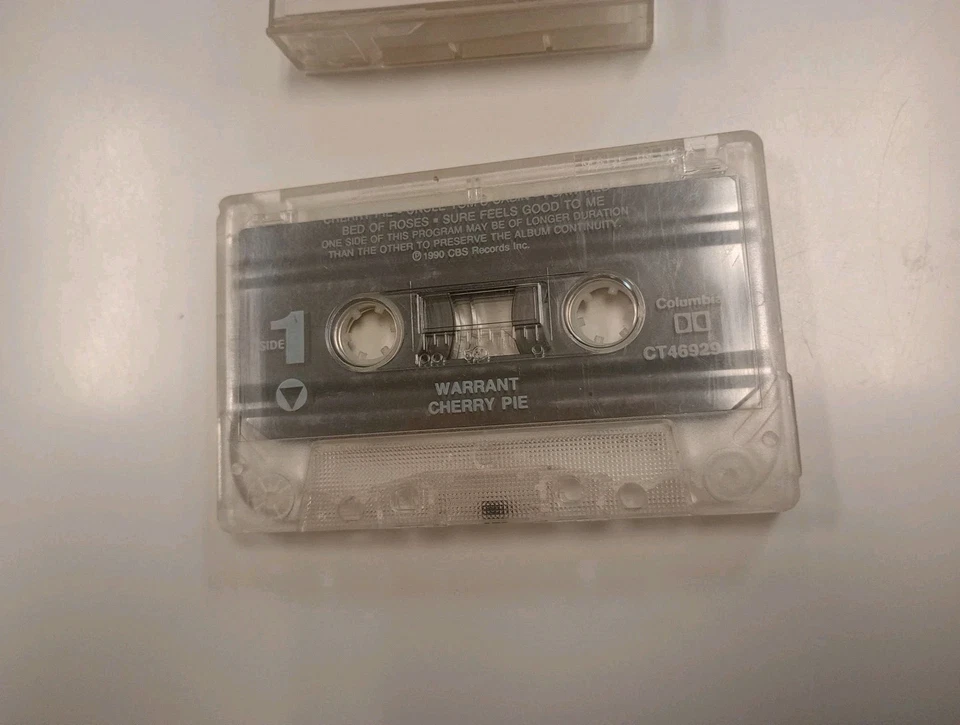 BED OF ROSES • SURE FEELS GOOD TO ME
ONE SIDE OF THIS PROGRAM MAY BE OF LONGER DURATION
THAN THE OTHER TO PRESERVE THE ALBUM CONTINUITY.
℗ 1990 CBS Records Inc.
SIDE 1
Columbia
CT46929
WARRANT
CHERRY PIE